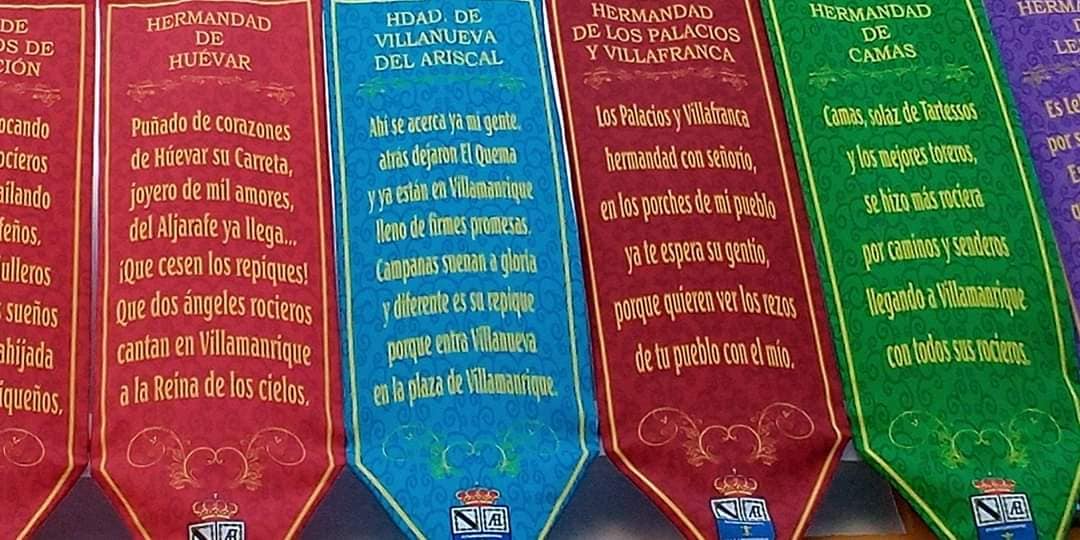 DE
OS DE
CIÓN
HERMANDAD
DE
HUÉVAR
Puñado de corazones
de Húevar su Carreta,
joyero de mil amores,
del Aljarafe ya llega...
¡Que cesen los repiques!
Que dos ángeles rocieros
cantan en Villamanrique
a la Reina de los cielos.
HDAD. DE
VILLANUEVA
DEL ARISCAL
Ahí se acerca ya mi gente,
atrás dejaron El Quema
y ya están en Villamanrique
lleno de firmes promesas.
Campanas suenan a gloria
y diferente es su repique
porque entra Villanueva
en la plaza de Villamanrique.
HERMANDAD
DE LOS PALACIOS
Y VILLAFRANCA
Los Palacios y Villafranca
hermandad con señorío,
en los porches de mi pueblo
ya te espera su gentío,
porque quieren ver los rezos
de tu pueblo con el mío.
HERMANDAD
DE
CAMAS
Camas, solaz de Tartessos
y los mejores toreros,
se hizo más rociera
por caminos y senderos
llegando a Villamanrique
con todos sus rocieros.